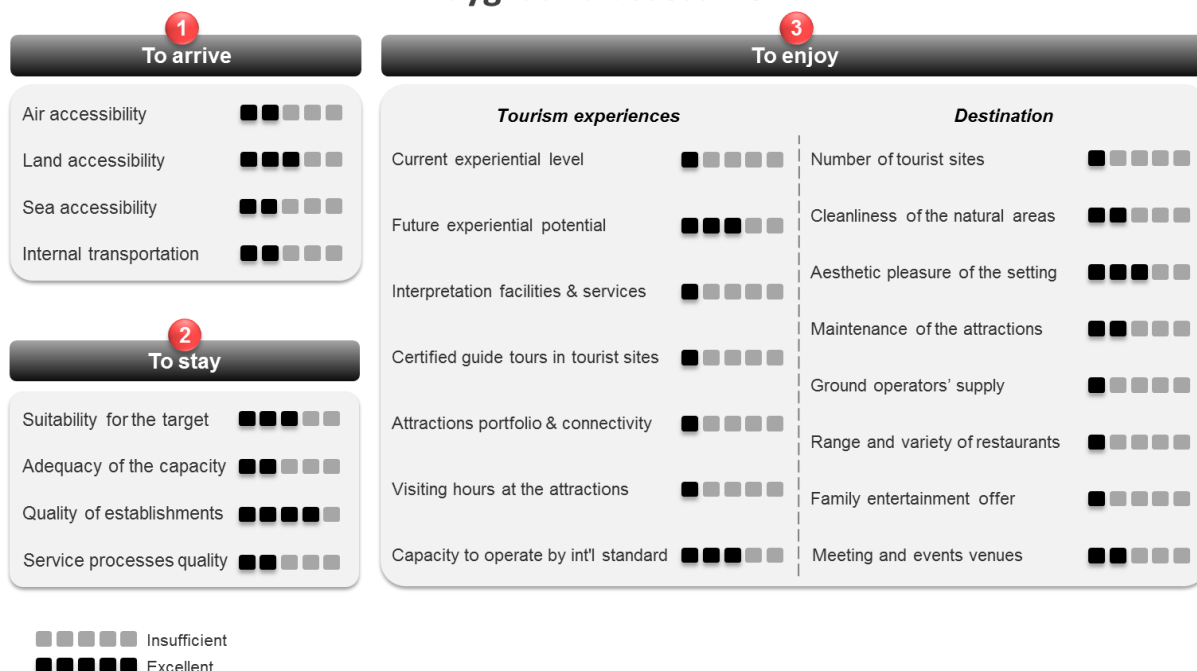 1
To arrive
Air accessibility
Land accessibility
Sea accessibility
Internal transportation
2
To stay
Suitability for the target
Adequacy of the capacity
Quality of establishments
Service processes quality
3
To enjoy
Tourism experiences
Current experiential level
Future experiential potential
Interpretation facilities & services
Certified guide tours in tourist sites
Attractions portfolio & connectivity
Visiting hours at the attractions
Capacity to operate by int'l standard
Destination
Number of tourist sites
Cleanliness of the natural areas
Aesthetic pleasure of the setting
Maintenance of the attractions
Ground operators' supply
Range and variety of restaurants
Family entertainment offer
Meeting and events venues
Insufficient
Excellent